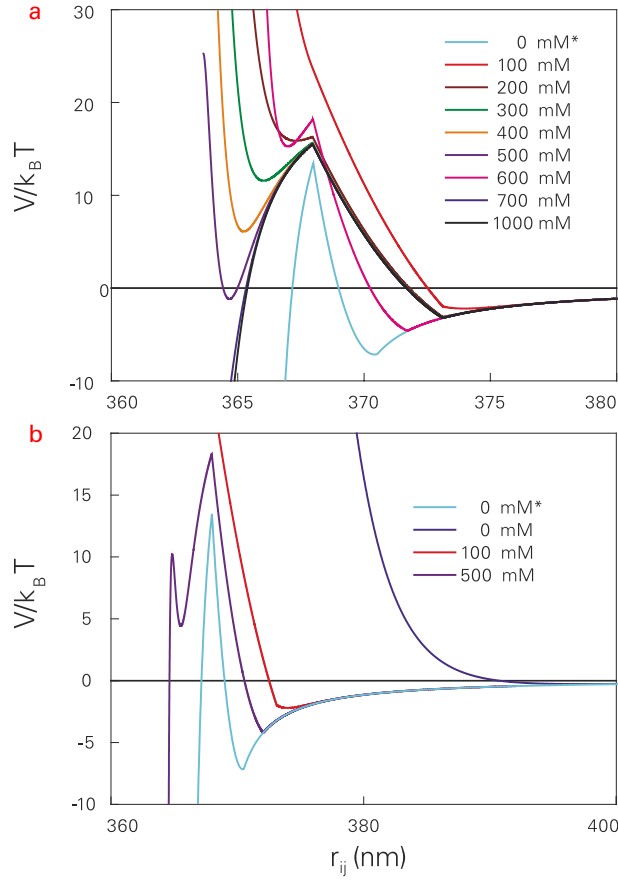 a
30
20
10
0
-10
V/k_B T
0 mM*
100 mM
200 mM
300 mM
400 mM
500 mM
600 mM
700 mM
1000 mM
360 365 370 375 380
b
20
15
10
5
0
-5
-10
V/k_B T
0 mM*
0 mM
100 mM
500 mM
360 380 400
r_ij (nm)